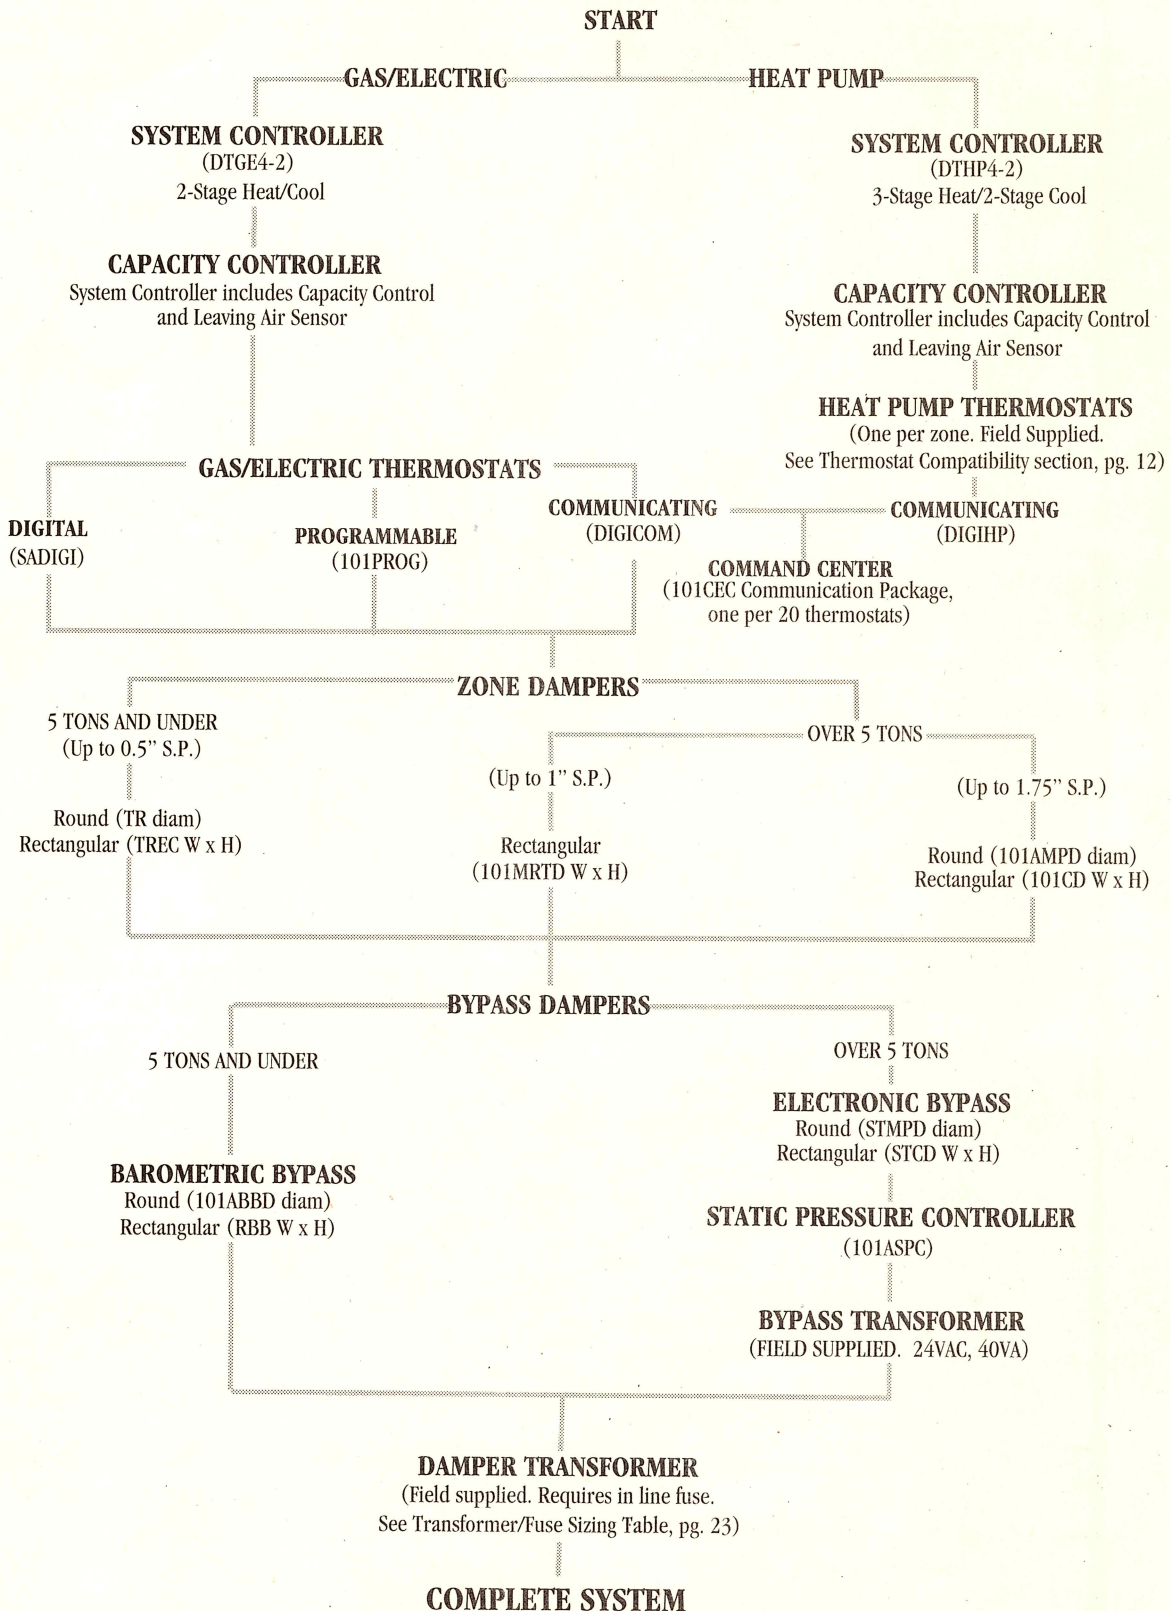 START
GAS/ELECTRIC
HEAT PUMP
SYSTEM CONTROLLER
(DTGE4-2)
2-Stage Heat/Cool
SYSTEM CONTROLLER
(DTHP4-2)
3-Stage Heat/2-Stage Cool
CAPACITY CONTROLLER
System Controller includes Capacity Control
and Leaving Air Sensor
CAPACITY CONTROLLER
System Controller includes Capacity Control
and Leaving Air Sensor
HEAT PUMP THERMOSTATS
(One per zone. Field Supplied.
See Thermostat Compatibility section, pg. 12)
GAS/ELECTRIC THERMOSTATS
DIGITAL
(SADIGI)
PROGRAMMABLE
(101PROG)
COMMUNICATING
(DIGICOM)
COMMUNICATING
(DIGIHP)
COMMAND CENTER
(101CEC Communication Package,
one per 20 thermostats)
ZONE DAMPERS
5 TONS AND UNDER
(Up to 0.5” S.P.)
Round (TR diam)
Rectangular (TREC W x H)
OVER 5 TONS
(Up to 1” S.P.)
Rectangular
(101MRTD W x H)
(Up to 1.75” S.P.)
Round (101AMPD diam)
Rectangular (101CD W x H)
BYPASS DAMPERS
5 TONS AND UNDER
BAROMETRIC BYPASS
Round (101ABBD diam)
Rectangular (RBB W x H)
OVER 5 TONS
ELECTRONIC BYPASS
Round (STMPD diam)
Rectangular (STCD W x H)
STATIC PRESSURE CONTROLLER
(101ASPC)
BYPASS TRANSFORMER
(FIELD SUPPLIED. 24VAC, 40VA)
DAMPER TRANSFORMER
(Field supplied. Requires in line fuse.
See Transformer/Fuse Sizing Table, pg. 23)
COMPLETE SYSTEM